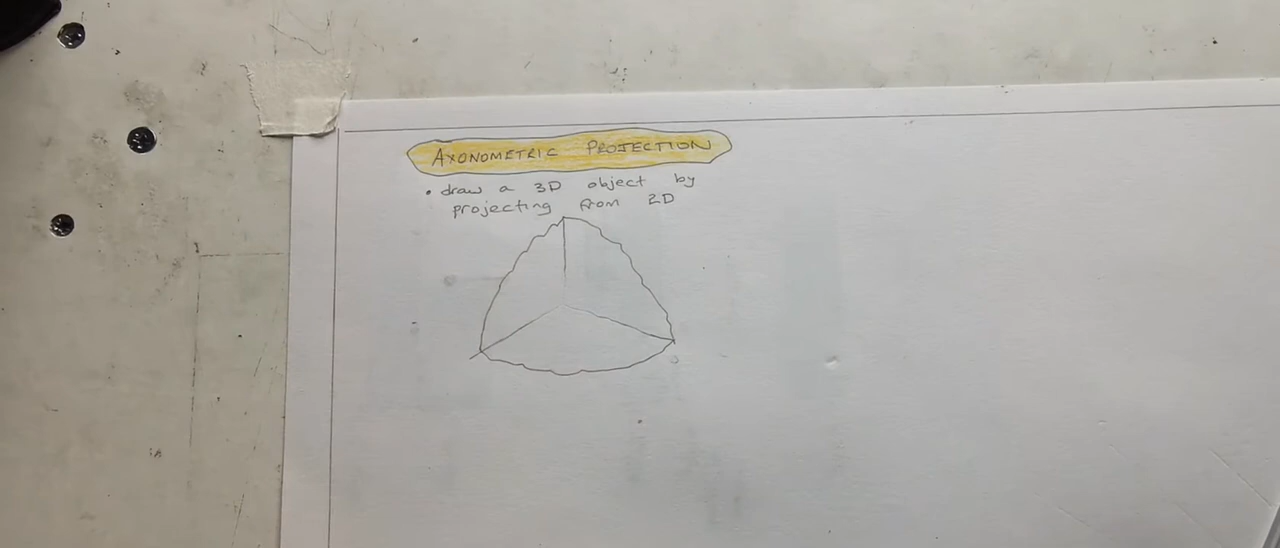 AXONOMETRIC PROJECTION
• draw a 3D object by
projecting from 2D